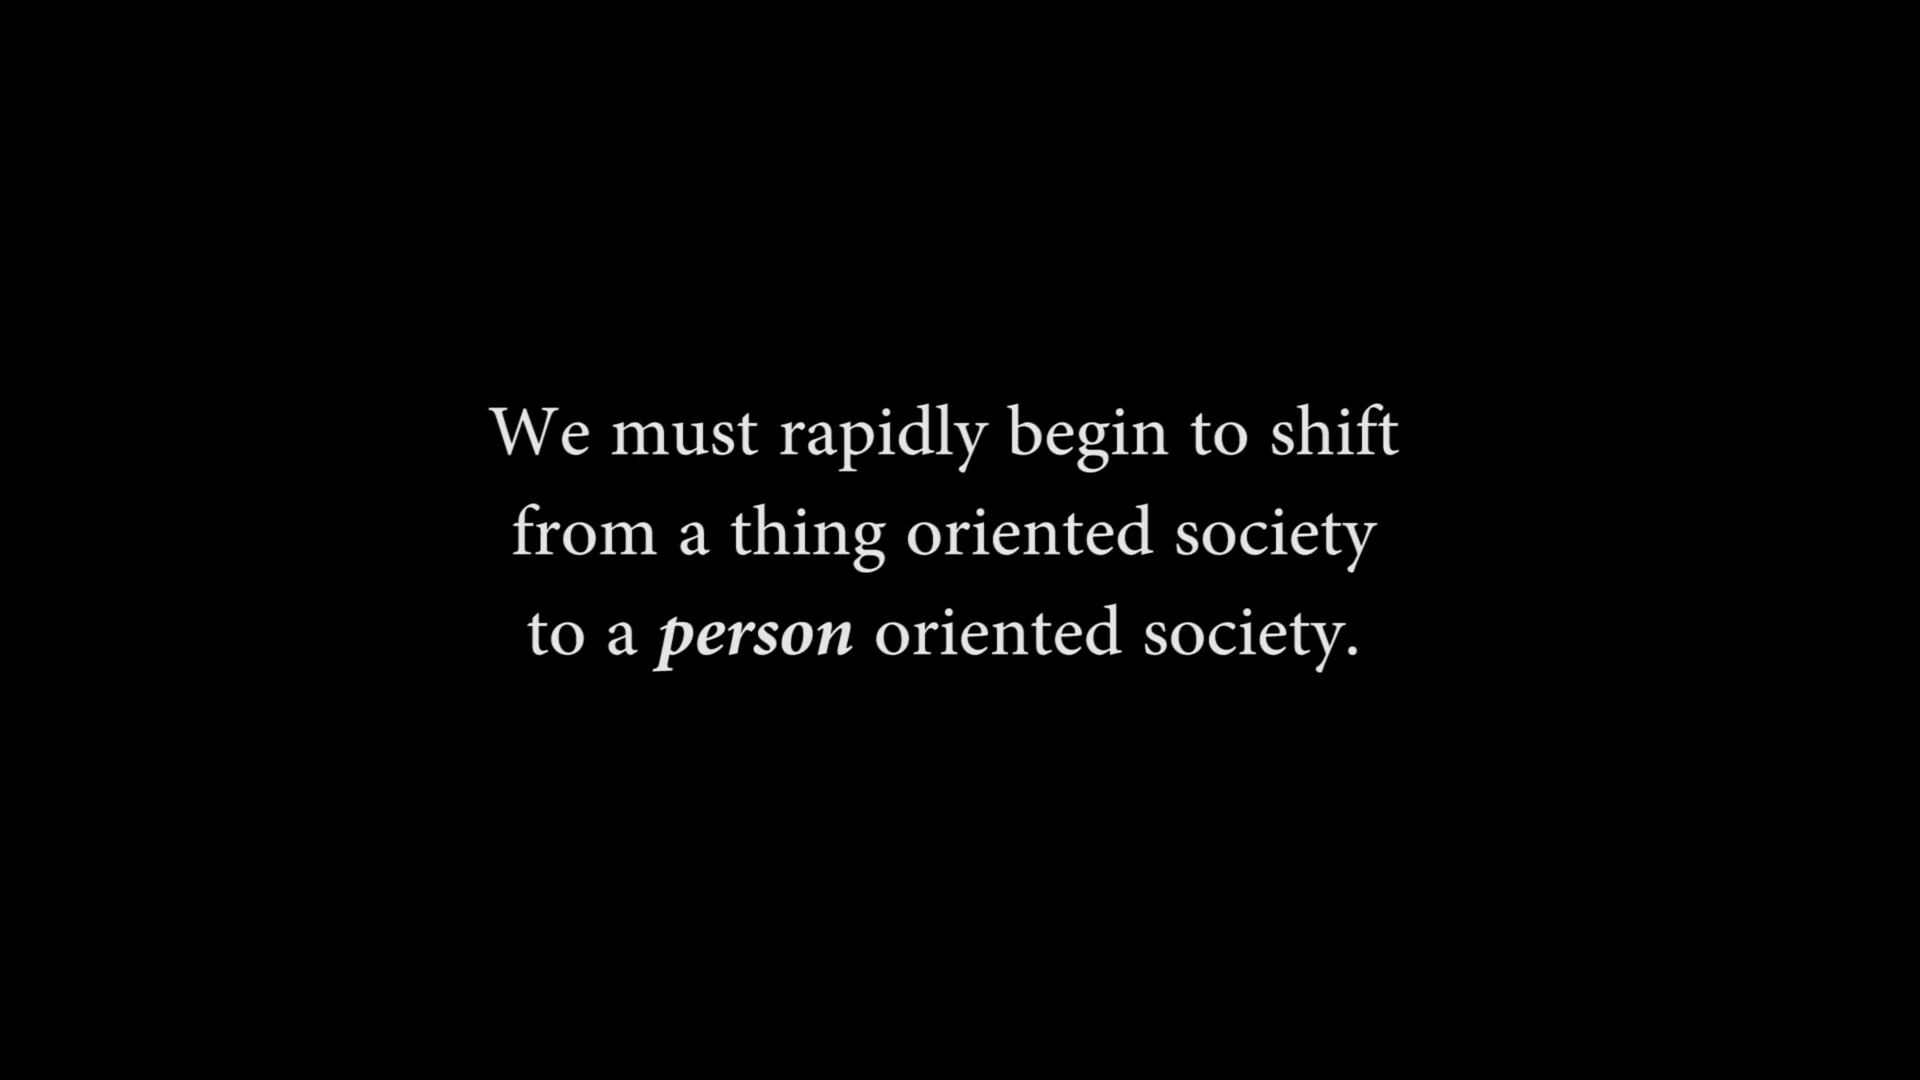 We must rapidly begin to shift
from a thing oriented society
to a person oriented society.